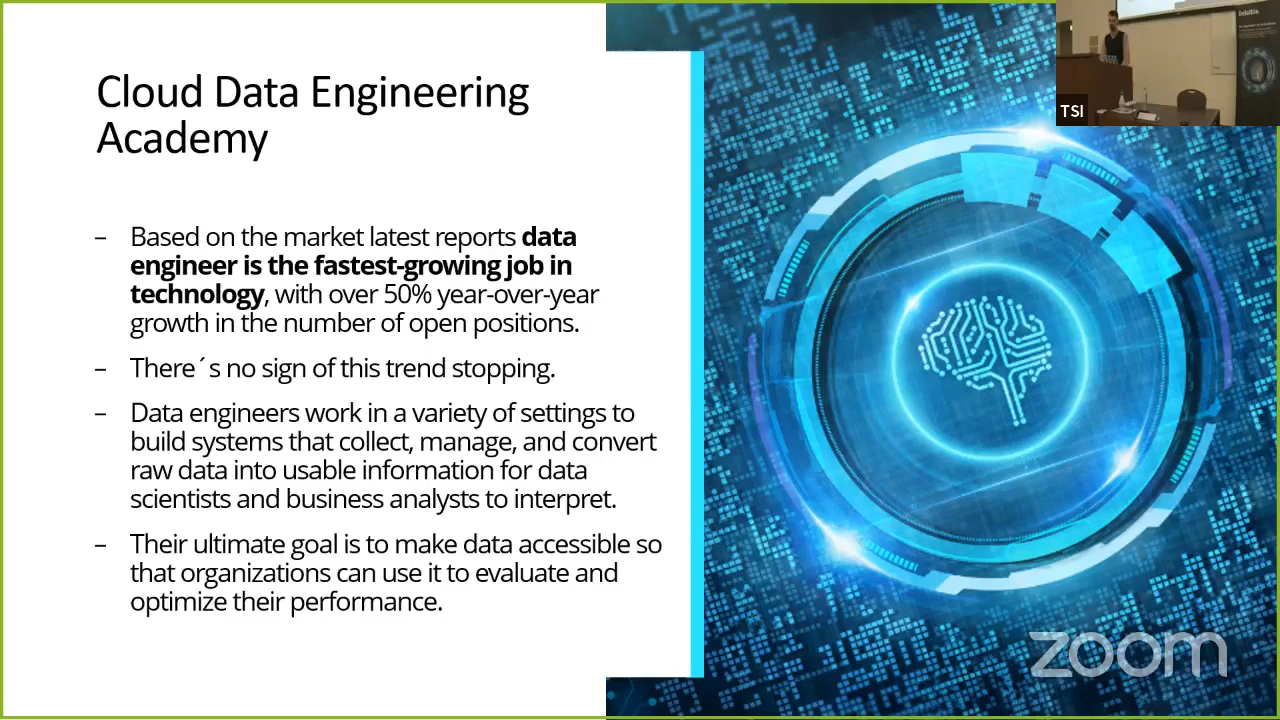 Cloud Data Engineering
Academy
– Based on the market latest reports data
engineer is the fastest-growing job in
technology, with over 50% year-over-year
growth in the number of open positions.
– There´s no sign of this trend stopping.
– Data engineers work in a variety of settings to
build systems that collect, manage, and convert
raw data into usable information for data
scientists and business analysts to interpret.
– Their ultimate goal is to make data accessible so
that organizations can use it to evaluate and
optimize their performance.
Deloitte
TSI
zoom